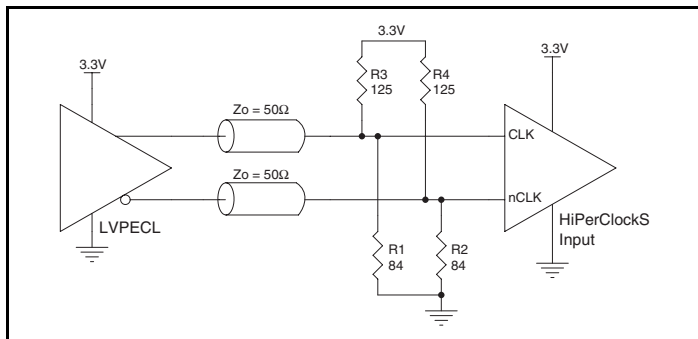 3.3V
3.3V
3.3V
R3
125
R4
125
Zo = 50Ω
CLK
Zo = 50Ω
nCLK
LVPECL
HiPerClockS
Input
R1
84
R2
84